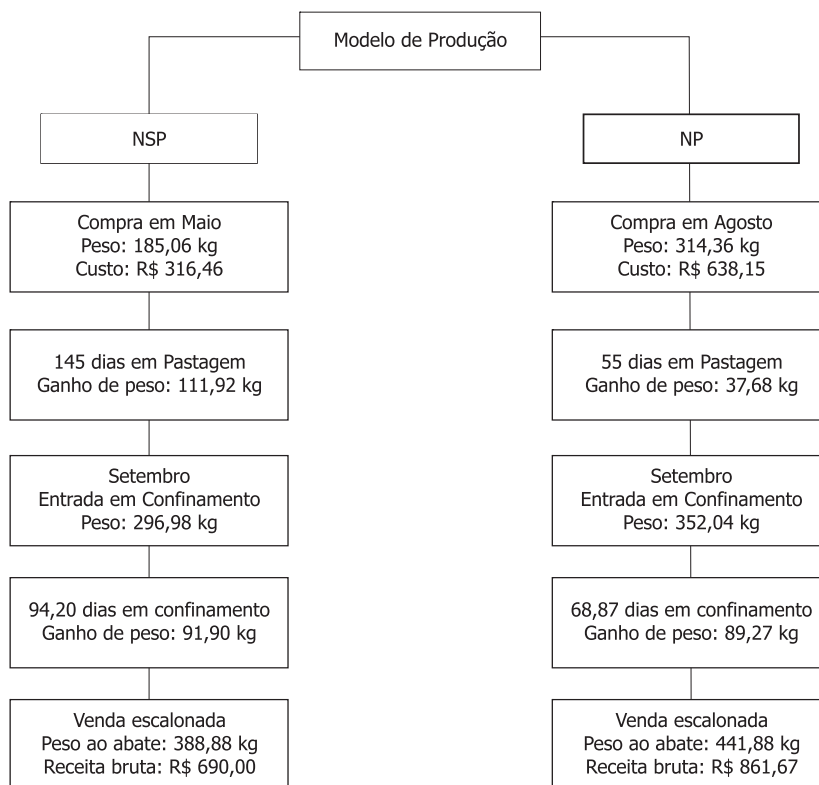 Modelo de Produção
NSP
Compra em Maio
Peso: 185,06 kg
Custo: R$ 316,46
145 dias em Pastagem
Ganho de peso: 111,92 kg
Setembro
Entrada em Confinamento
Peso: 296,98 kg
94,20 dias em confinamento
Ganho de peso: 91,90 kg
Venda escalonada
Peso ao abate: 388,88 kg
Receita bruta: R$ 690,00
NP
Compra em Agosto
Peso: 314,36 kg
Custo: R$ 638,15
55 dias em Pastagem
Ganho de peso: 37,68 kg
Setembro
Entrada em Confinamento
Peso: 352,04 kg
68,87 dias em confinamento
Ganho de peso: 89,27 kg
Venda escalonada
Peso ao abate: 441,88 kg
Receita bruta: R$ 861,67